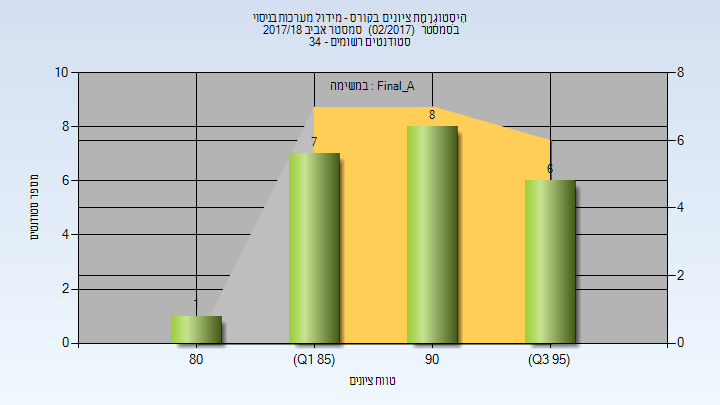 היסטוגרמת ציונים בקורס - מידול מערכות בניסוי
בסמסטר (02/2017) סמסטר אביב 2017/18
סטודנטים רשומים - 34
במשימה : Final_A
10
8
6
4
2
0
8
6
4
2
0
1
7
8
6
80
(Q1 85)
90
(Q3 95)
מספר סטודנטים
טווח ציונים